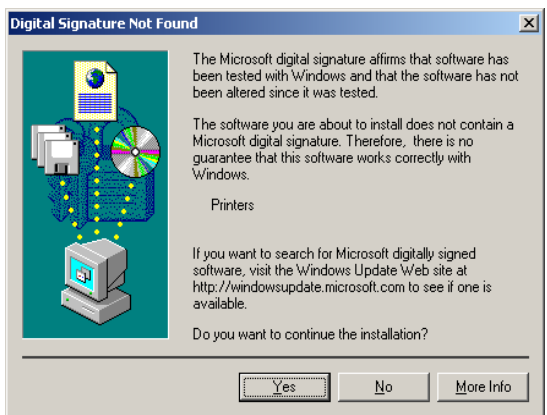 Digital Signature Not Found
The Microsoft digital signature affirms that software has
been tested with Windows and that the software has not
been altered since it was tested.
The software you are about to install does not contain a
Microsoft digital signature. Therefore, there is no
guarantee that this software works correctly with
Windows.
Printers
If you want to search for Microsoft digitally signed
software, visit the Windows Update Web site at
http://windowsupdate.microsoft.com to see if one is
available.
Do you want to continue the installation?
Yes No More Info